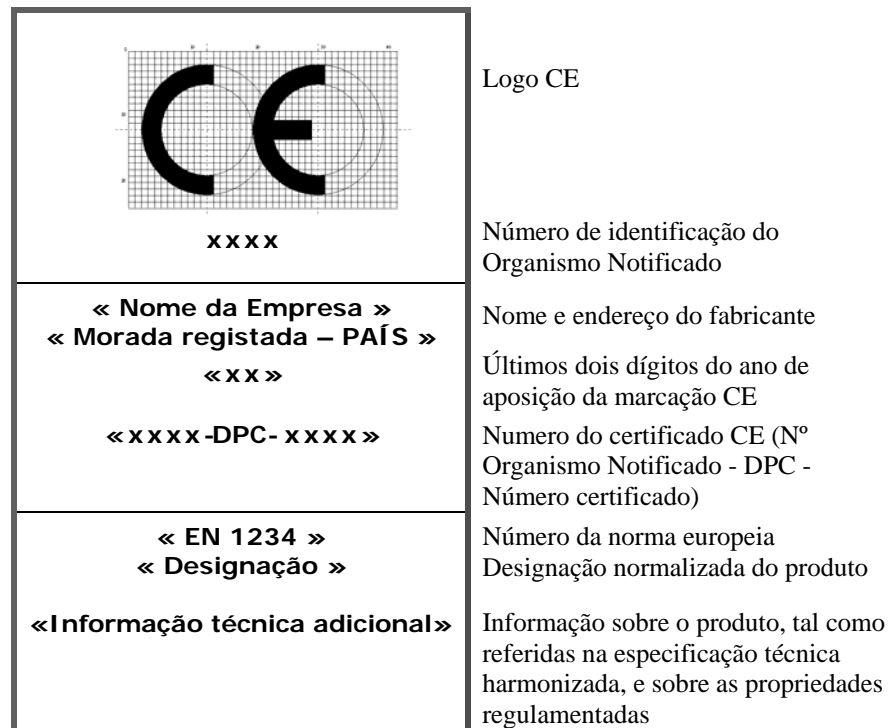 CE
Logo CE
xxxx
Número de identificação do
Organismo Notificado
« Nome da Empresa »
« Morada registada – PAÍS »
Nome e endereço do fabricante
«xx»
Últimos dois dígitos do ano de
aposição da marcação CE
«xxxx-DPC-xxxx»
Numero do certificado CE (Nº
Organismo Notificado - DPC -
Número certificado)
« EN 1234 »
« Designação »
Número da norma europeia
Designação normalizada do produto
«Informação técnica adicional»
Informação sobre o produto, tal como
referidas na especificação técnica
harmonizada, e sobre as propriedades
regulamentadas